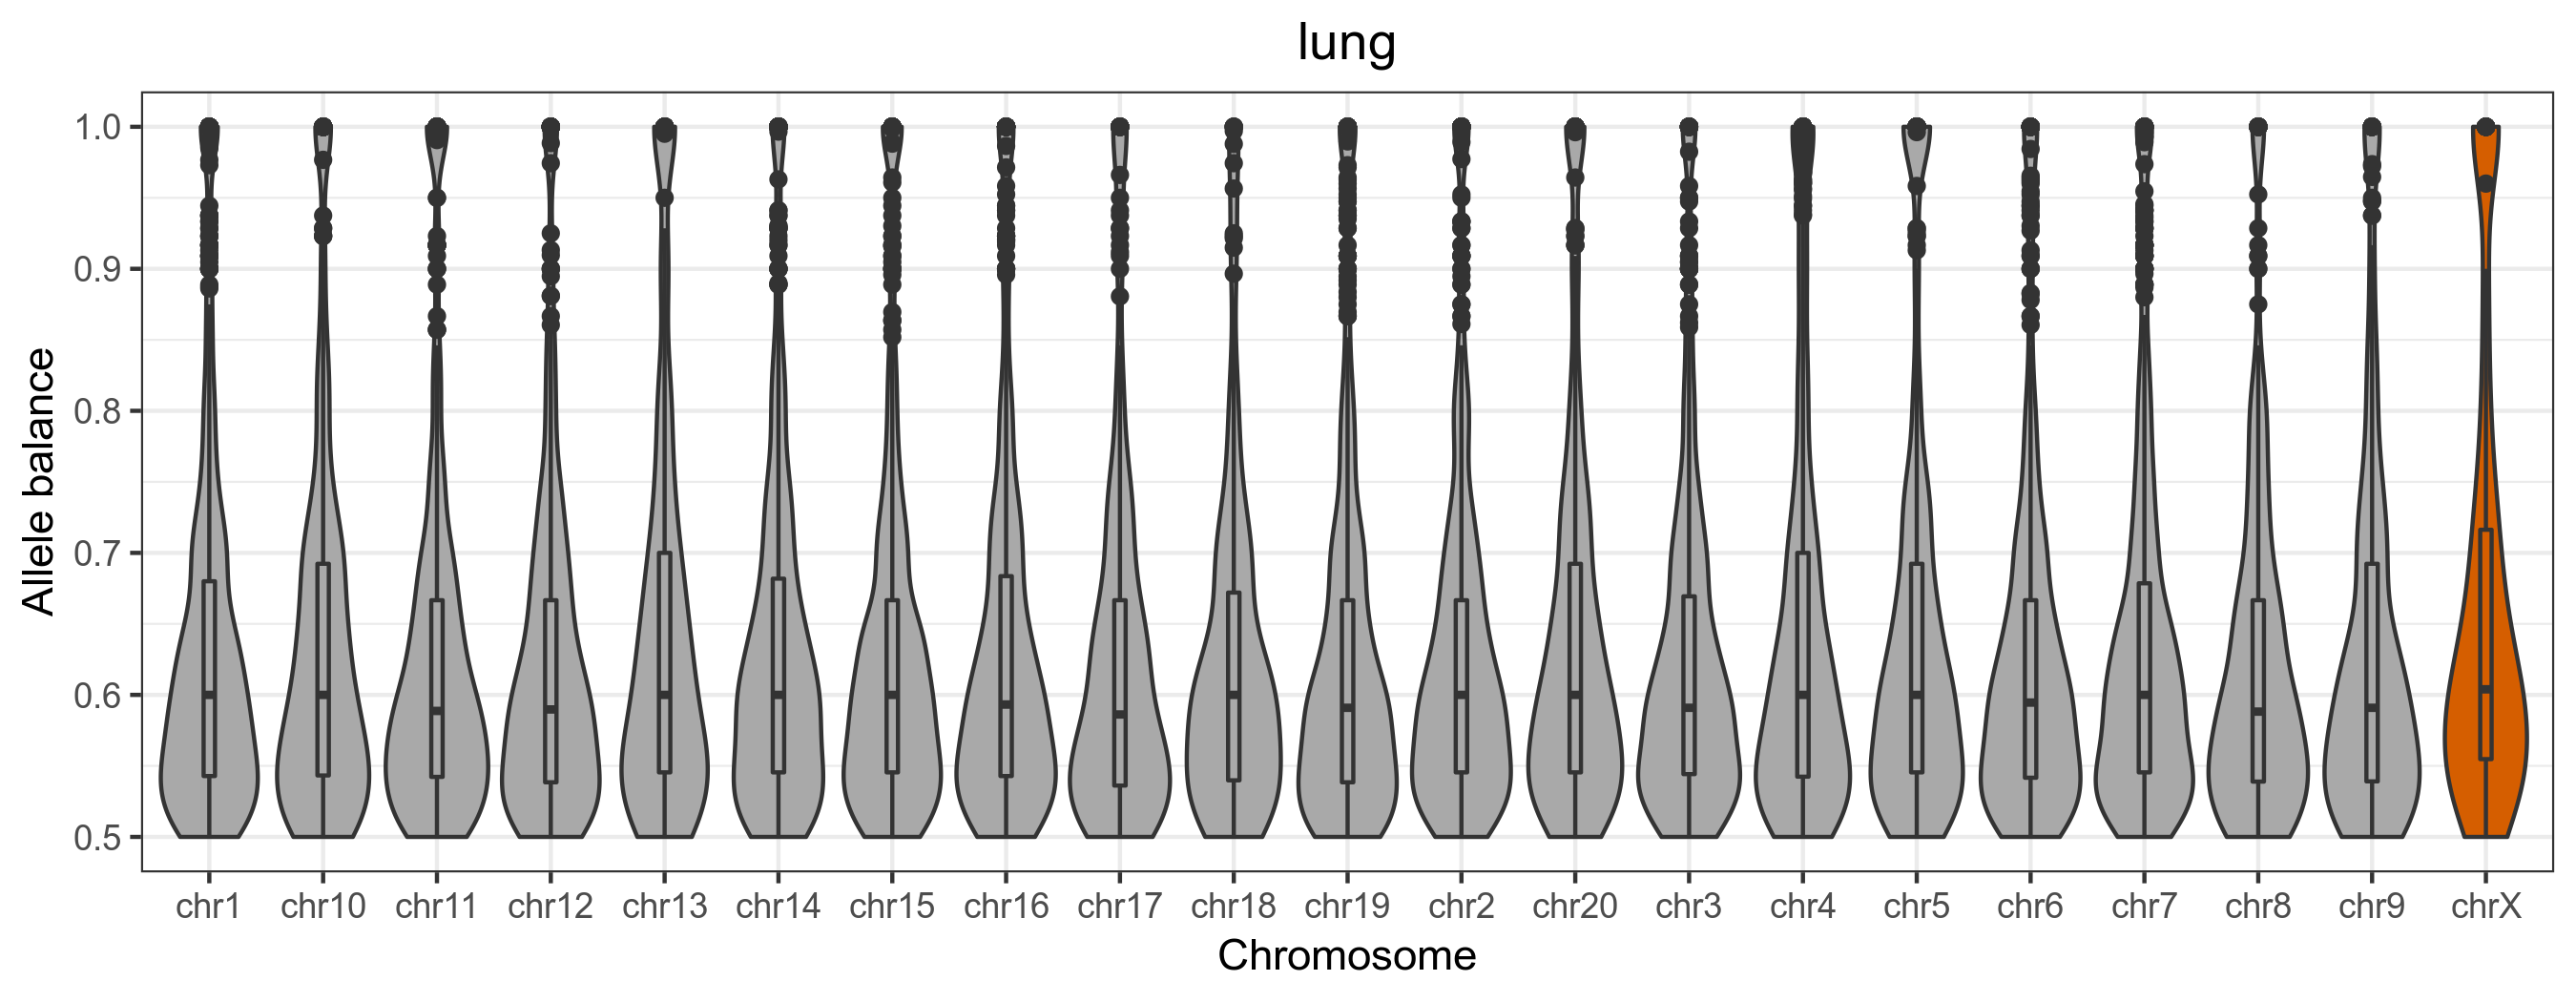 lung
Allele balance
1.0
0.9
0.8
0.7
0.6
0.5
chr1 chr10 chr11 chr12 chr13 chr14 chr15 chr16 chr17 chr18 chr19 chr2 chr20 chr3 chr4 chr5 chr6 chr7 chr8 chr9 chrX
Chromosome